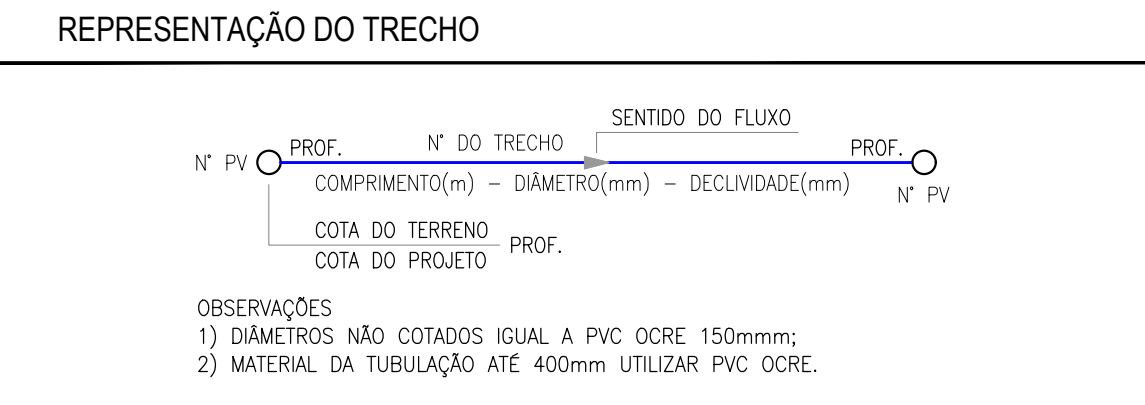 REPRESENTAÇÃO DO TRECHO
SENTIDO DO FLUXO
N° PV PROF. N° DO TRECHO PROF.
COMPRIMENTO(m) – DIÂMETRO(mm) – DECLIVIDADE(mm)
N° PV
COTA DO TERRENO
PROF.
COTA DO PROJETO
OBSERVAÇÕES
1) DIÂMETROS NÃO COTADOS IGUAL A PVC OCRE 150mmm;
2) MATERIAL DA TUBULAÇÃO ATÉ 400mm UTILIZAR PVC OCRE.